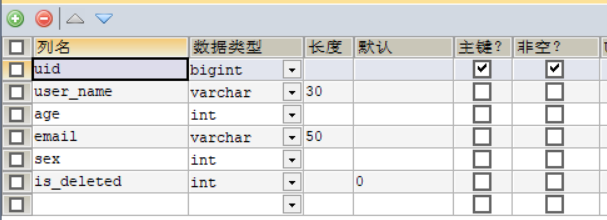 列名 数据类型 长度 默认 主键? 非空?
uid bigint
user_name varchar 30
age int
email varchar 50
sex int
is_deleted int 0